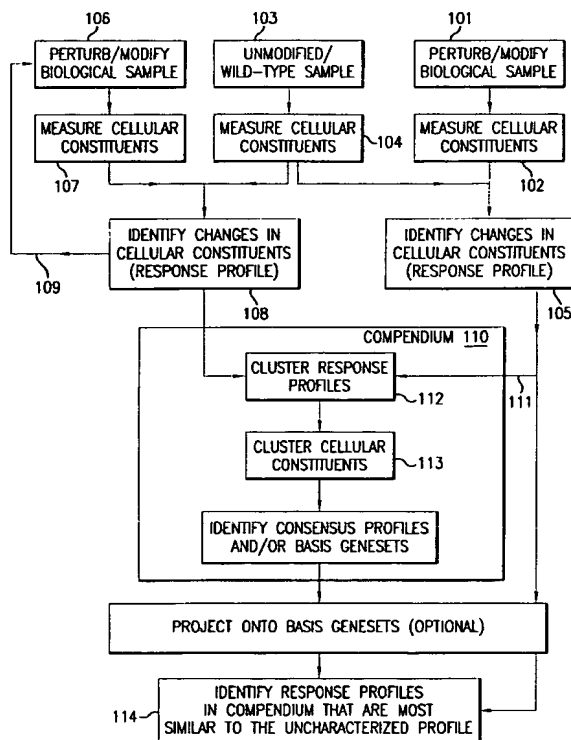 106
103
101
PERTURB/MODIFY
BIOLOGICAL SAMPLE
UNMODIFIED/
WILD-TYPE SAMPLE
PERTURB/MODIFY
BIOLOGICAL SAMPLE
MEASURE CELLULAR
CONSTITUENTS
MEASURE CELLULAR
CONSTITUENTS
MEASURE CELLULAR
CONSTITUENTS
107
104
102
IDENTIFY CHANGES IN
CELLULAR CONSTITUENTS
(RESPONSE PROFILE)
IDENTIFY CHANGES IN
CELLULAR CONSTITUENTS
(RESPONSE PROFILE)
109
108
105
COMPENDIUM 110
CLUSTER RESPONSE
PROFILES
112
111
CLUSTER CELLULAR
CONSTITUENTS
113
IDENTIFY CONSENSUS PROFILES
AND/OR BASIS GENESETS
PROJECT ONTO BASIS GENESETS (OPTIONAL)
IDENTIFY RESPONSE PROFILES
IN COMPENDIUM THAT ARE MOST
SIMILAR TO THE UNCHARACTERIZED PROFILE
114